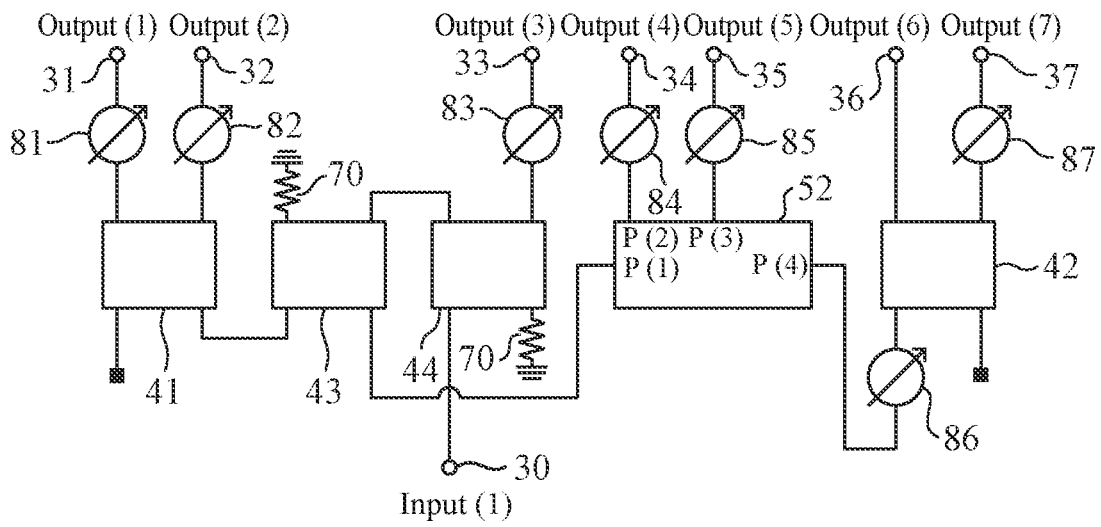 Output (1) Output (2) Output (3) Output (4) Output (5) Output (6) Output (7)
31 32 33 34 35 36 37
81 82 83 84 85 87
70 52
P (2) P (3)
P (1) P (4)
42
41 43 44 70 86
30
Input (1)